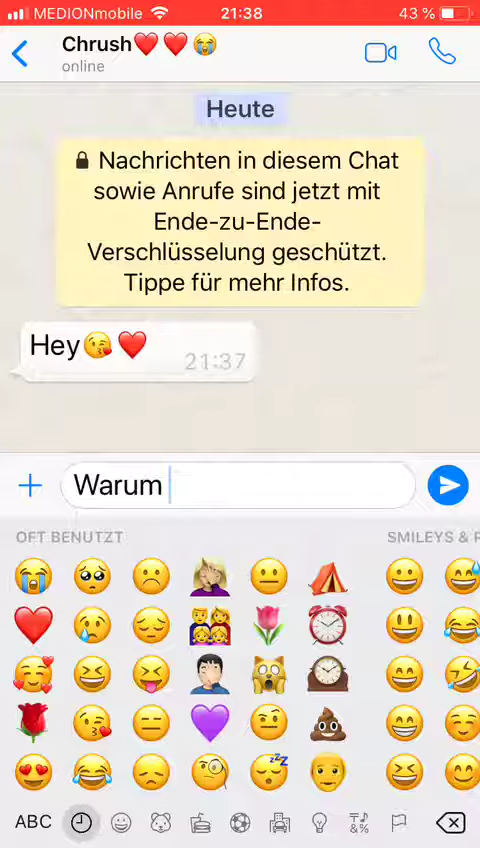 MEDIONmobile 21:38 43 %
Chrush❤️❤️😭
online
Heute
Nachrichten in diesem Chat
sowie Anrufe sind jetzt mit
Ende-zu-Ende-
Verschlüsselung geschützt.
Tippe für mehr Infos.
Hey😘❤️
21:37
Warum
OFT BENUTZT SMILEYS &
ABC